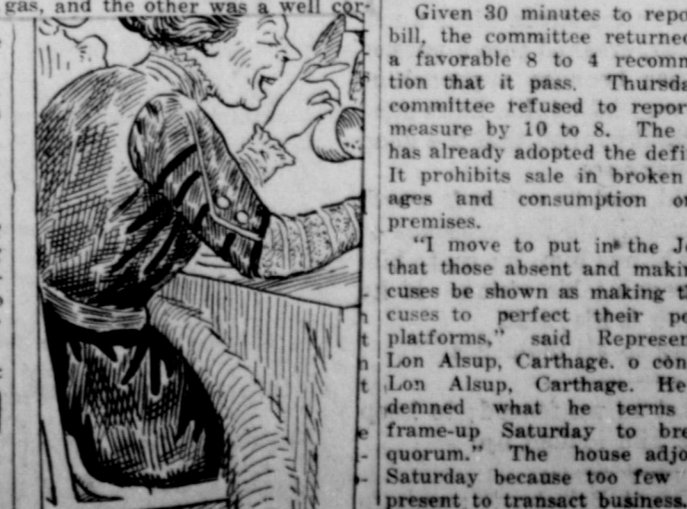 gas, and the other was a well cor-
Given 30 minutes to repo
bill, the committee returned
a favorable 8 to 4 recomm
tion that it pass. Thursda
committee refused to repor
measure by 10 to 8. The
has already adopted the defi
It prohibits sale in broken
ages and consumption o
premises.
"I move to put in the J
that those absent and makin
cuses be shown as making t
cuses to perfect their pe
platforms," said Represen
Lon Alsup, Carthage. o con
Lon Alsup, Carthage. He
demned what he terms
frame-up Saturday to bre
quorum." The house adjo
Saturday because too few
present to transact business.